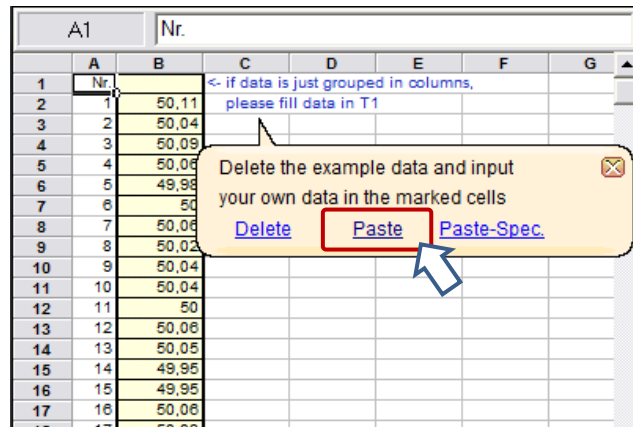 A1 Nr.
A B C D E F G
1 Nr. <- if data is just grouped in columns,
2 1 50,11 please fill data in T1
3 2 50,04
4 3 50,09
5 4 50,06 Delete the example data and input
6 5 49,98 your own data in the marked cells
7 6 50
8 7 50,06 Delete Paste Paste-Spec.
9 8 50,02
10 9 50,04
11 10 50,04
12 11 50
13 12 50,06
14 13 50,05
15 14 49,95
16 15 49,95
17 16 50,06